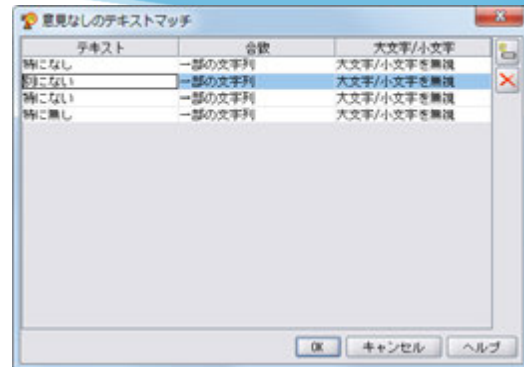 意見なしのテキストマッチ
テキスト 合致 大文字/小文字
特になし 一部の文字列 大文字/小文字を無視
別にない 一部の文字列 大文字/小文字を無視
特にない 一部の文字列 大文字/小文字を無視
特に無し 一部の文字列 大文字/小文字を無視
OK キャンセル ヘルプ